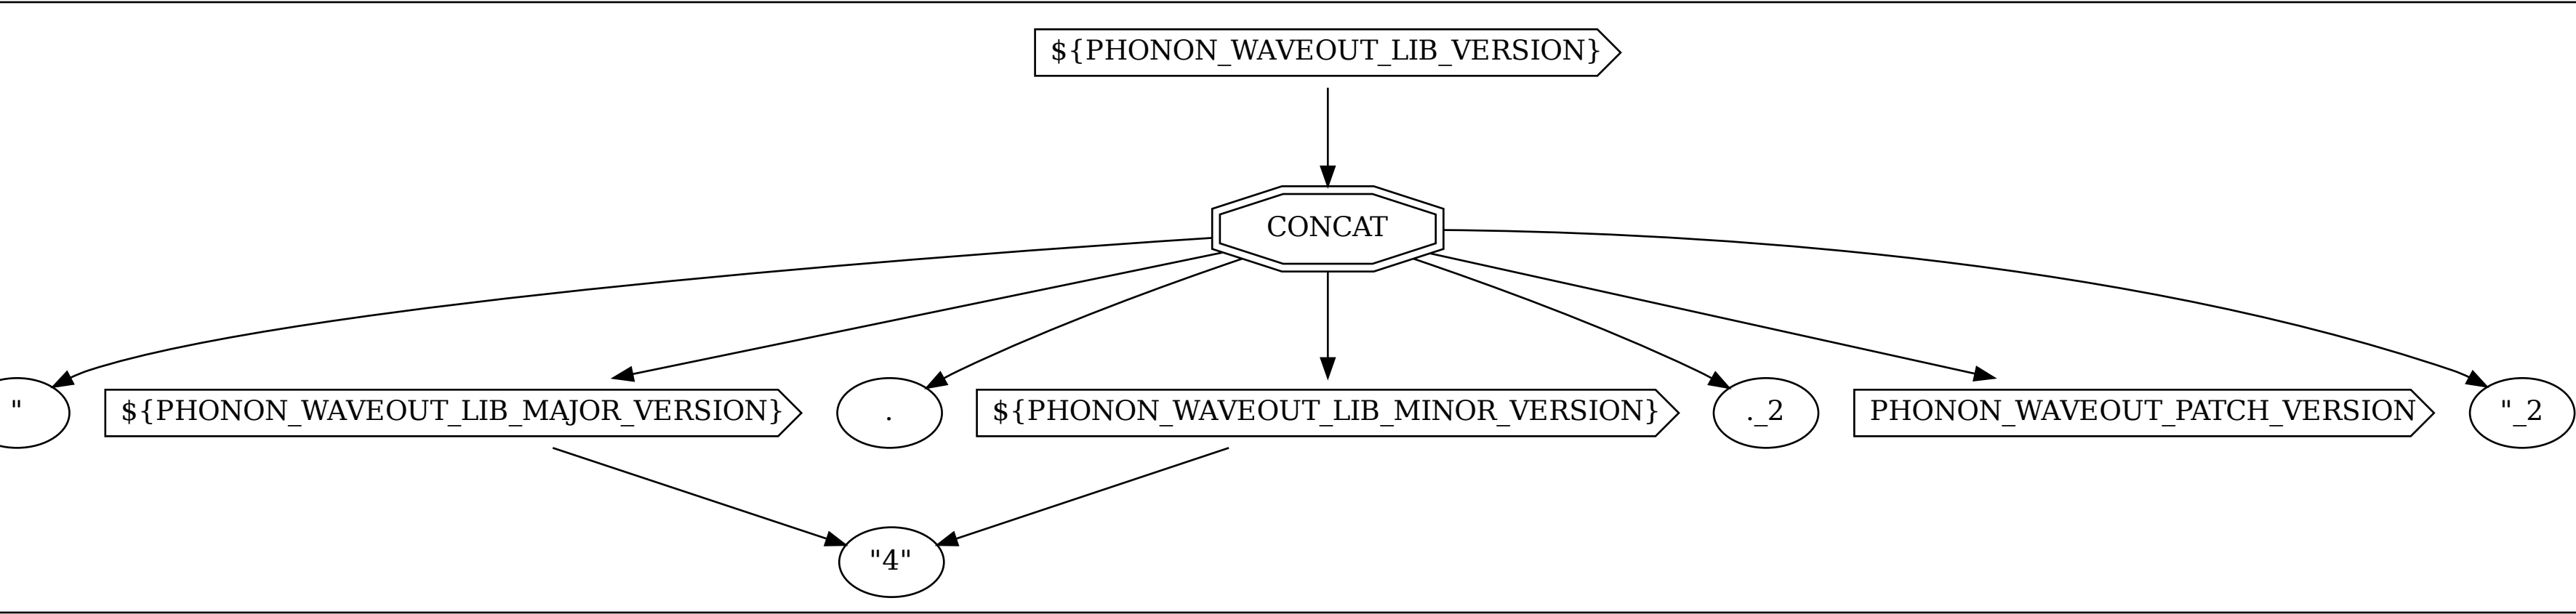 ${PHONON_WAVEOUT_LIB_VERSION}
CONCAT
"
${PHONON_WAVEOUT_LIB_MAJOR_VERSION}
.
${PHONON_WAVEOUT_LIB_MINOR_VERSION}
._2
PHONON_WAVEOUT_PATCH_VERSION
"_2
"4"